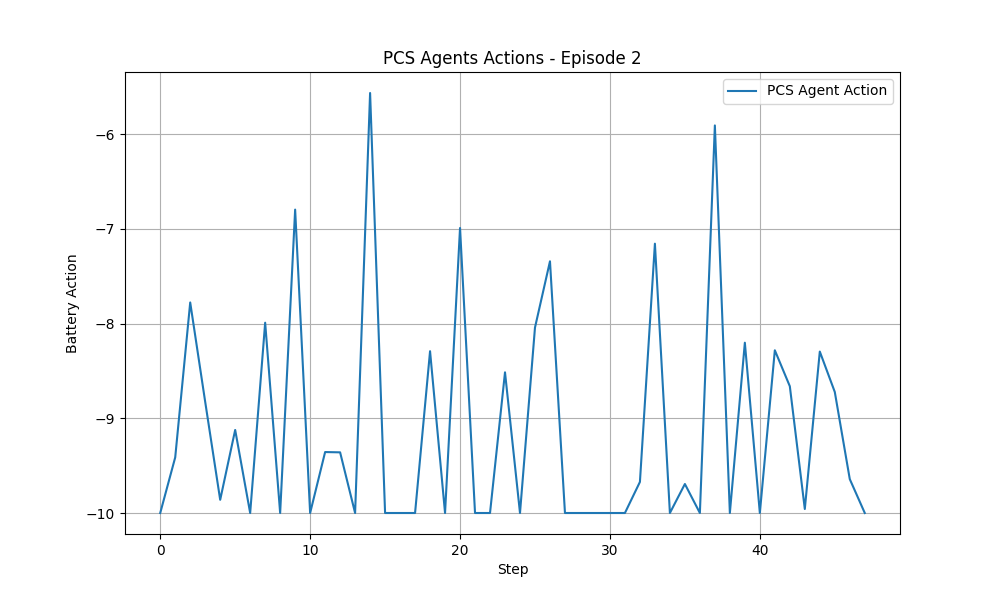 PCS Agents Actions - Episode 2
PCS Agent Action
−6
−7
−8
−9
−10
Battery Action
0 10 20 30 40
Step